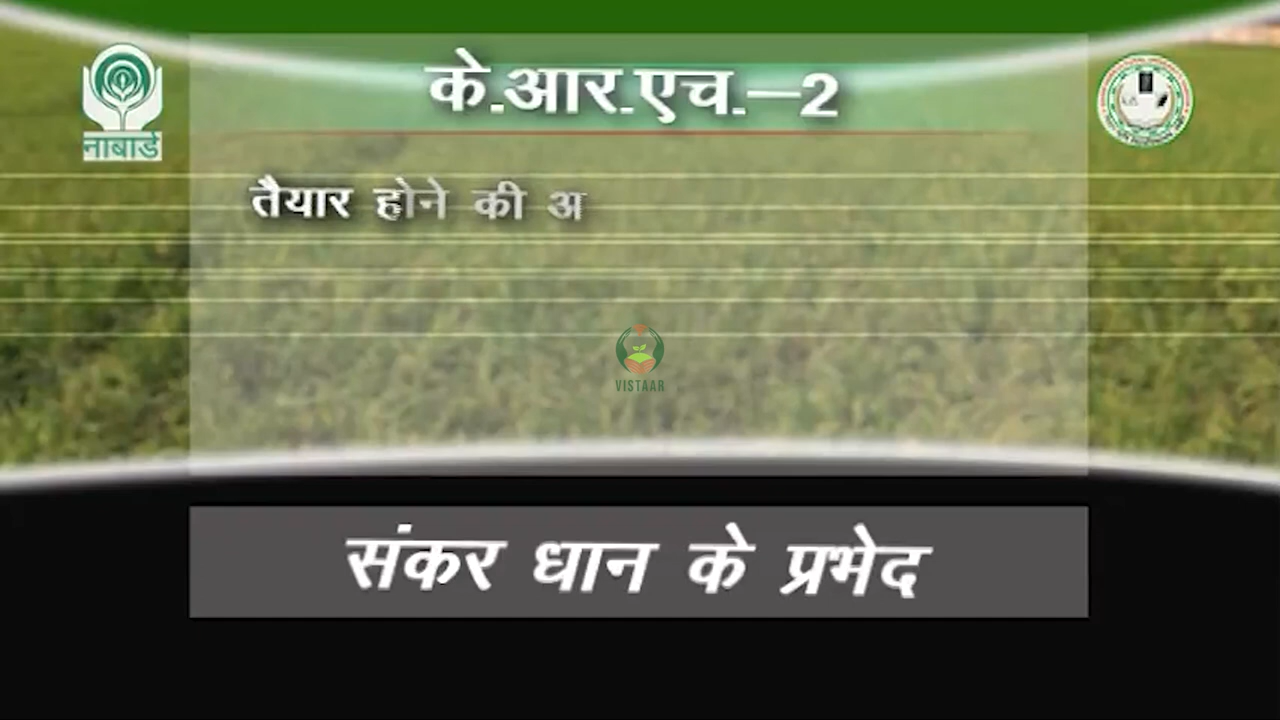 के.आर.एच.–2
नाबार्ड
तैयार होने की अ
VISTAAR
संकर धान के प्रभेद